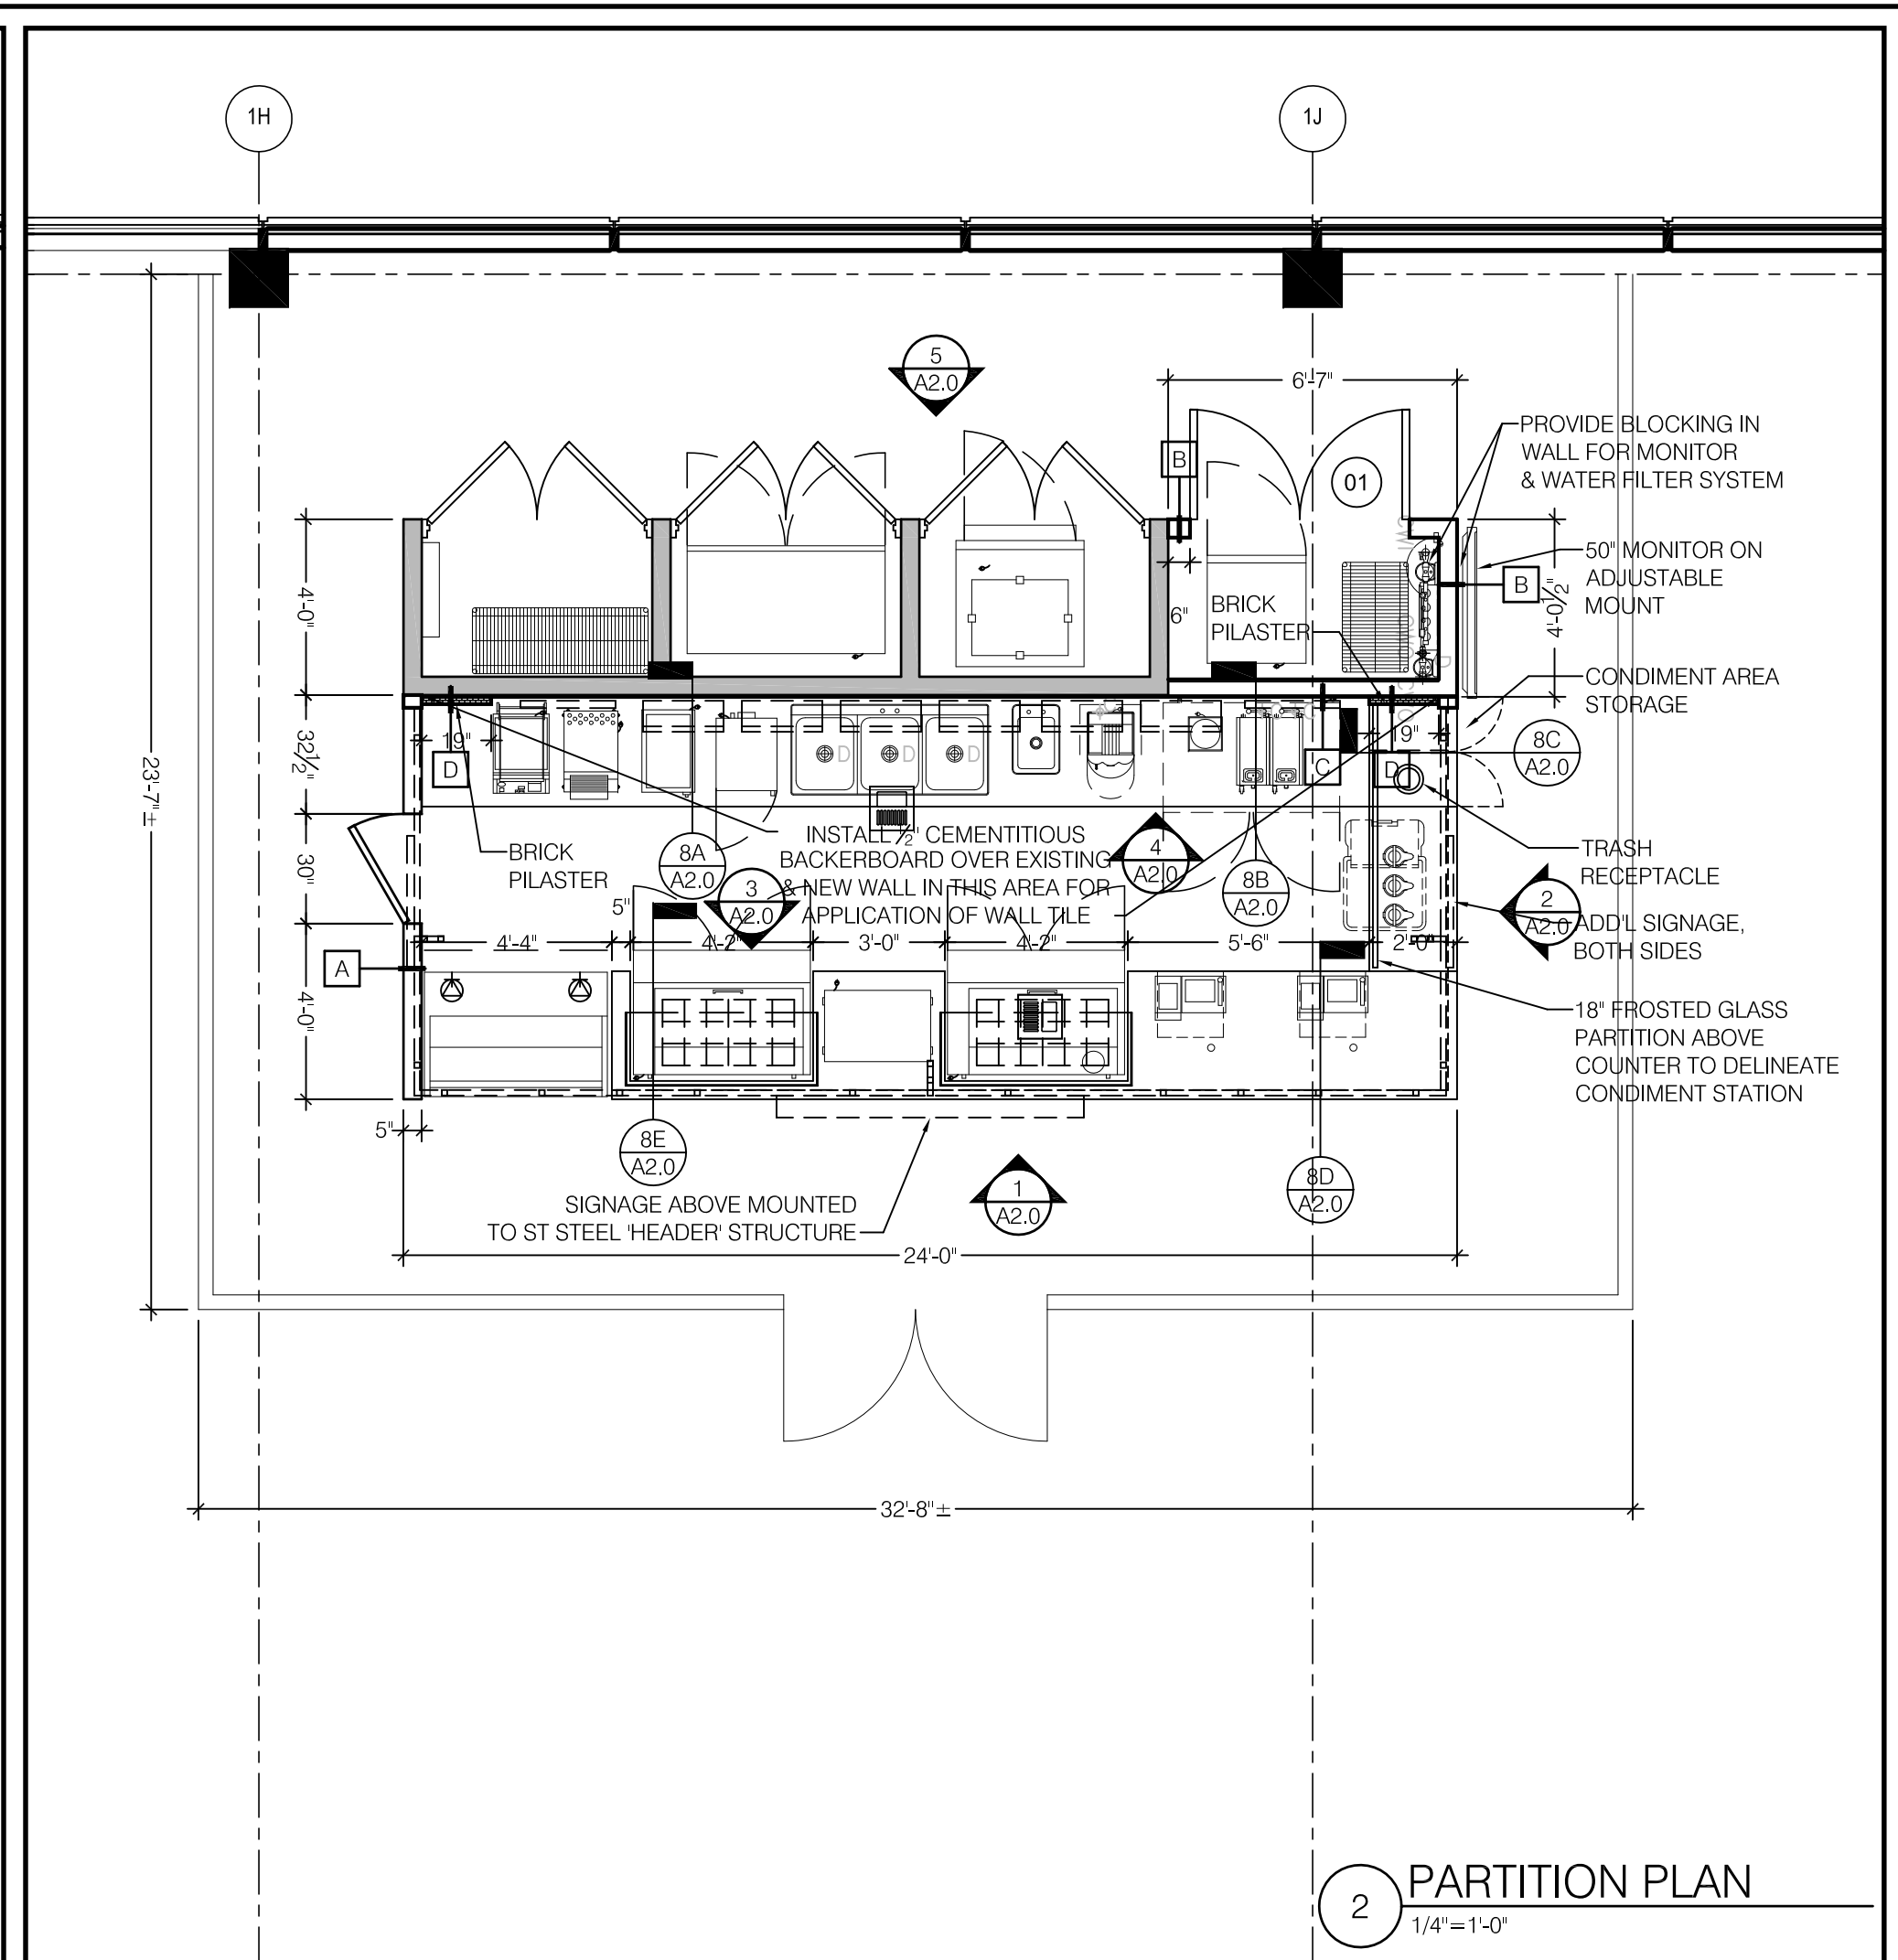 1H
1J
5
A2.0
6'-7"
B
01
PROVIDE BLOCKING IN
WALL FOR MONITOR
& WATER FILTER SYSTEM
50" MONITOR ON
ADJUSTABLE
MOUNT
B
4'-0½"
4'-0"
6"
BRICK
PILASTER
CONDIMENT AREA
STORAGE
32½"
19"
D
D
D
D
C
D
19"
8C
A2.0
23'-7"±
30"
BRICK
PILASTER
8A
A2.0
INSTALL ½" CEMENTITIOUS
BACKERBOARD OVER EXISTING
& NEW WALL IN THIS AREA FOR
APPLICATION OF WALL TILE
3
A2.0
4
A2.0
8B
A2.0
TRASH
RECEPTACLE
2
A2.0
ADD'L SIGNAGE,
BOTH SIDES
5"
4'-4"
4'-2"
3'-0"
4'-2"
5'-6"
2'-0"
A
4'-0"
18" FROSTED GLASS
PARTITION ABOVE
COUNTER TO DELINEATE
CONDIMENT STATION
5"
8E
A2.0
SIGNAGE ABOVE MOUNTED
TO ST STEEL 'HEADER' STRUCTURE
1
A2.0
8D
A2.0
24'-0"
32'-8"±
2
PARTITION PLAN
1/4"=1'-0"